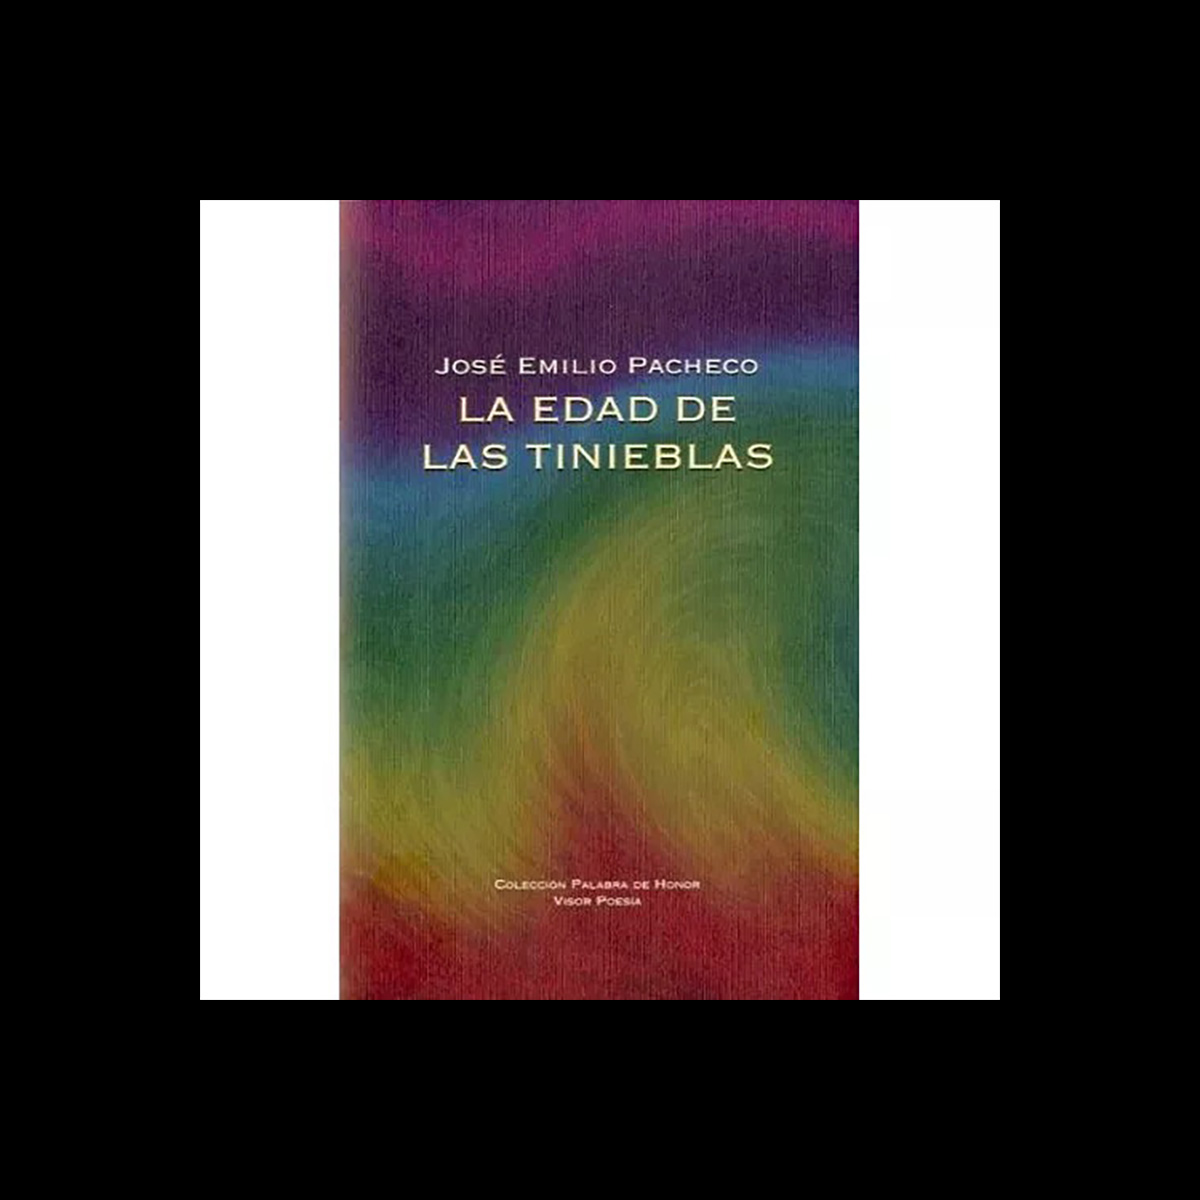 JOSÉ EMILIO PACHECO
LA EDAD DE
LAS TINIEBLAS
COLECCIÓN PALABRA DE HONOR
VISOR POESÍA